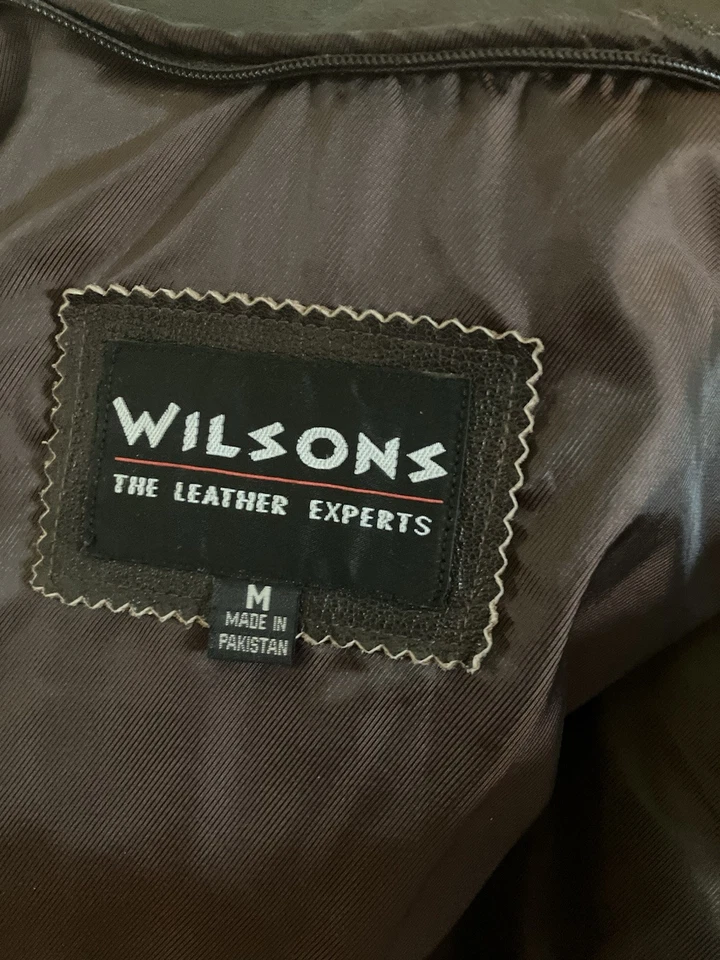 WILSONS
THE LEATHER EXPERTS
M
MADE IN
PAKISTAN